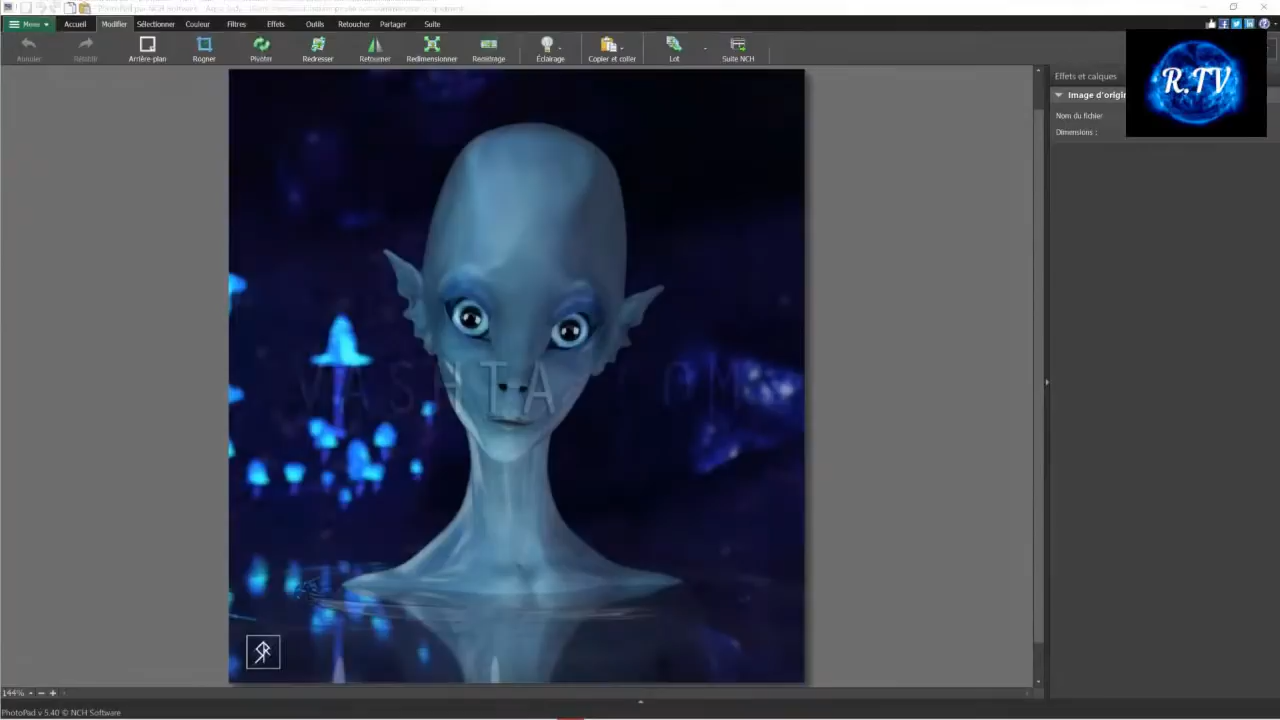 Menu Accueil Modifier Sélectionner Couleur Filtres Effets Outils Retoucher Partager Suite
Annuler Rétablir Arrière-plan Rogner Pivoter Redresser Retourner Redimensionner Recadrage Éclairage Copier et coller Lot Suite NCH
R.TV
Effets et calques
Image d'origi
Nom du fichier
Dimensions :
VASHTA COM
144%
PhotoPad v 5.40 © NCH Software